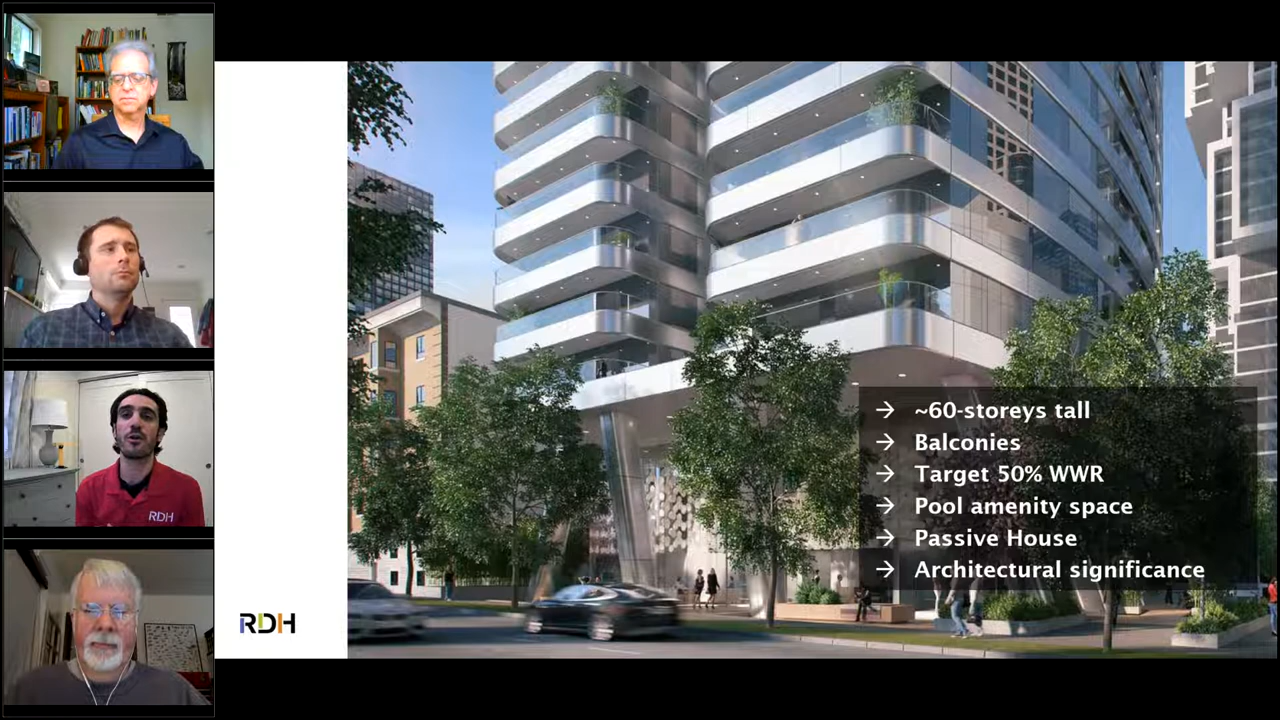 RDH
RDH
→ ~60-storeys tall
→ Balconies
→ Target 50% WWR
→ Pool amenity space
→ Passive House
→ Architectural significance